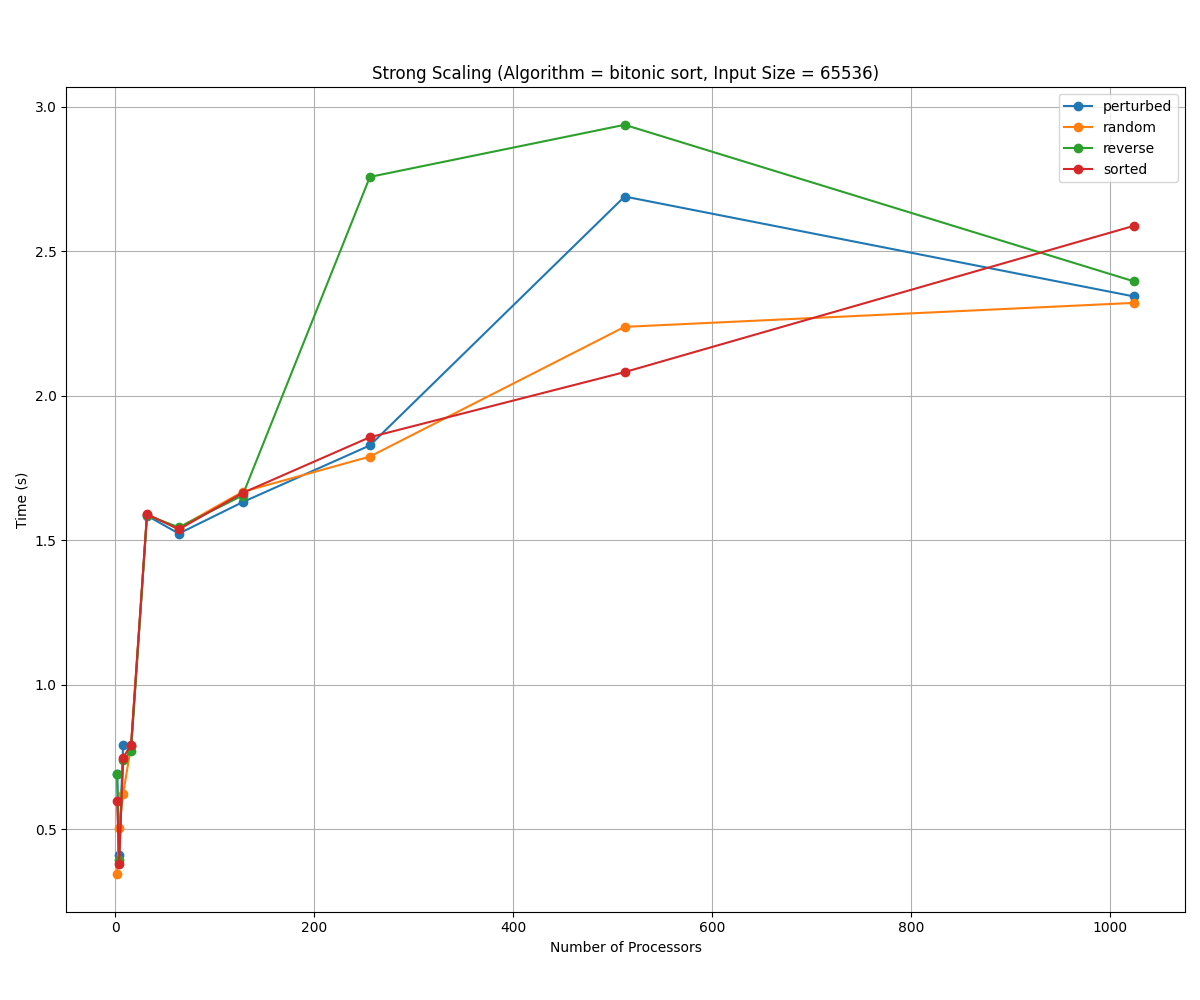 Strong Scaling (Algorithm = bitonic sort, Input Size = 65536)
3.0
2.5
2.0
1.5
1.0
0.5
Time (s)
perturbed
random
reverse
sorted
0 200 400 600 800 1000
Number of Processors